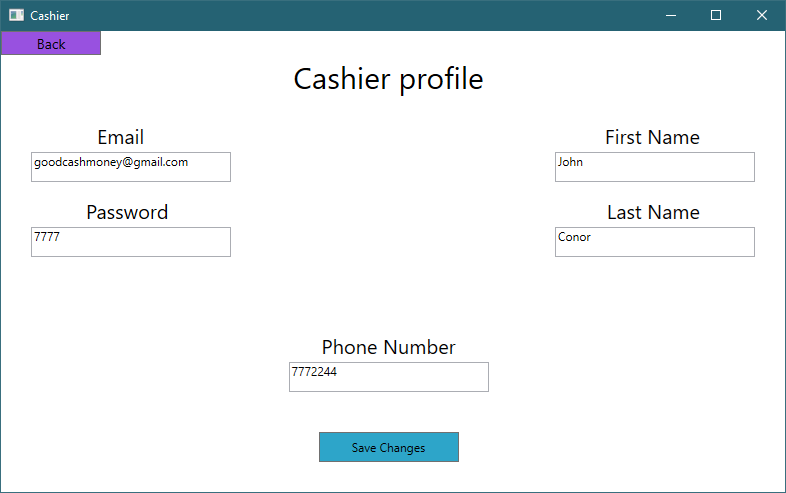 Cashier
Back
Cashier profile
Email
goodcashmoney@gmail.com
First Name
John
Password
7777
Last Name
Conor
Phone Number
7772244
Save Changes